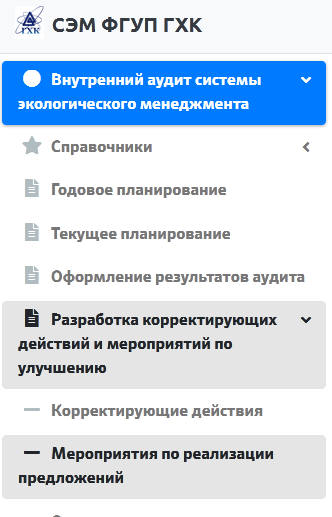 ГХК
СЭМ ФГУП ГХК
Внутренний аудит системы
экологического менеджмента
Справочники
Годовое планирование
Текущее планирование
Оформление результатов аудита
Разработка корректирующих
действий и мероприятий по
улучшению
Корректирующие действия
Мероприятия по реализации
предложений